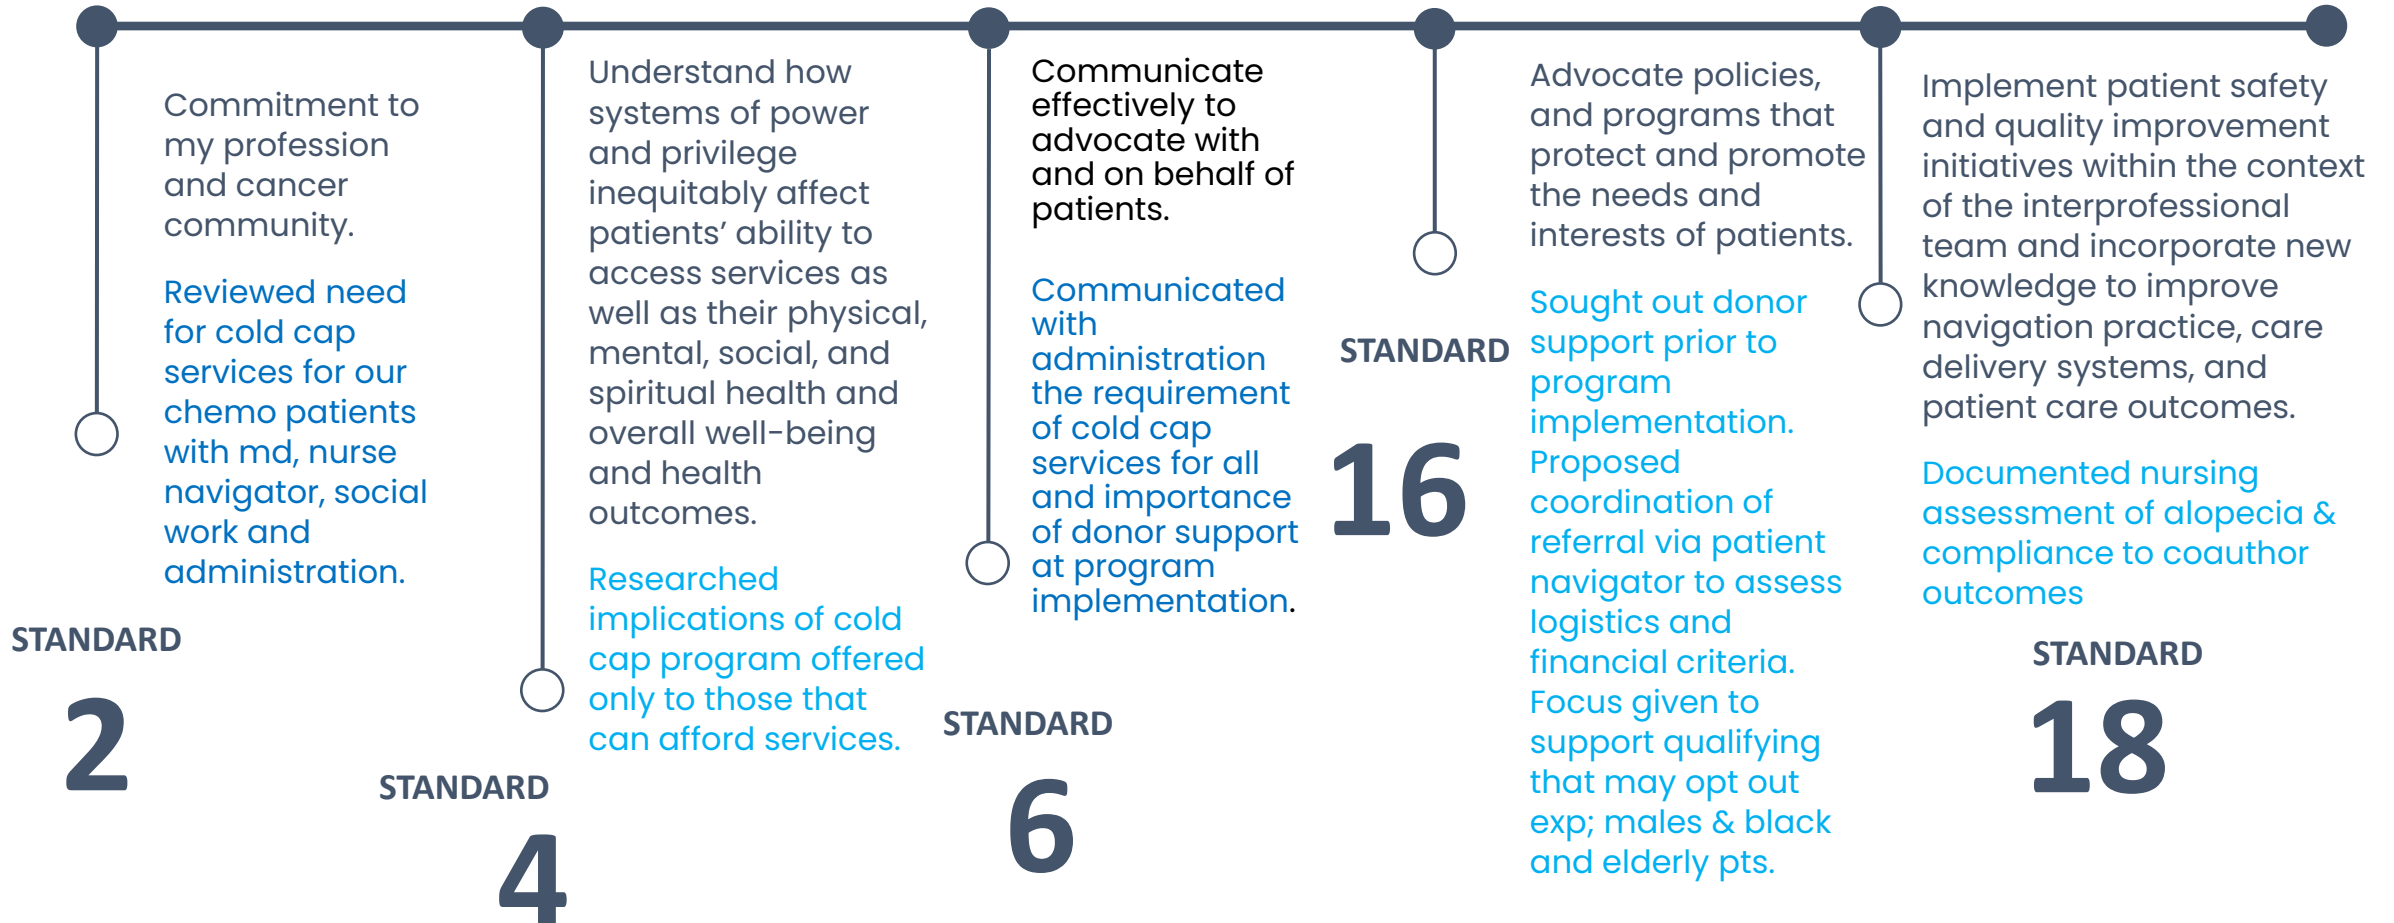 Commitment to
my profession
and cancer
community.
Reviewed need
for cold cap
services for our
chemo patients
with md, nurse
navigator, social
work and
administration.
STANDARD
2
Understand how
systems of power
and privilege
inequitably affect
patients’ ability to
access services as
well as their physical,
mental, social, and
spiritual health and
overall well-being
and health
outcomes.
Researched
implications of cold
cap program offered
only to those that
can afford services.
STANDARD
4
Communicate
effectively to
advocate with
and on behalf of
patients.
Communicated
with
administration
the requirement
of cold cap
services for all
and importance
of donor support
at program
implementation.
STANDARD
6
Advocate policies,
and programs that
protect and promote
the needs and
interests of patients.
Sought out donor
support prior to
program
implementation.
Proposed
coordination of
referral via patient
navigator to assess
logistics and
financial criteria.
Focus given to
support qualifying
that may opt out
exp; males & black
and elderly pts.
STANDARD
16
Implement patient safety
and quality improvement
initiatives within the context
of the interprofessional
team and incorporate new
knowledge to improve
navigation practice, care
delivery systems, and
patient care outcomes.
Documented nursing
assessment of alopecia &
compliance to coauthor
outcomes
STANDARD
18